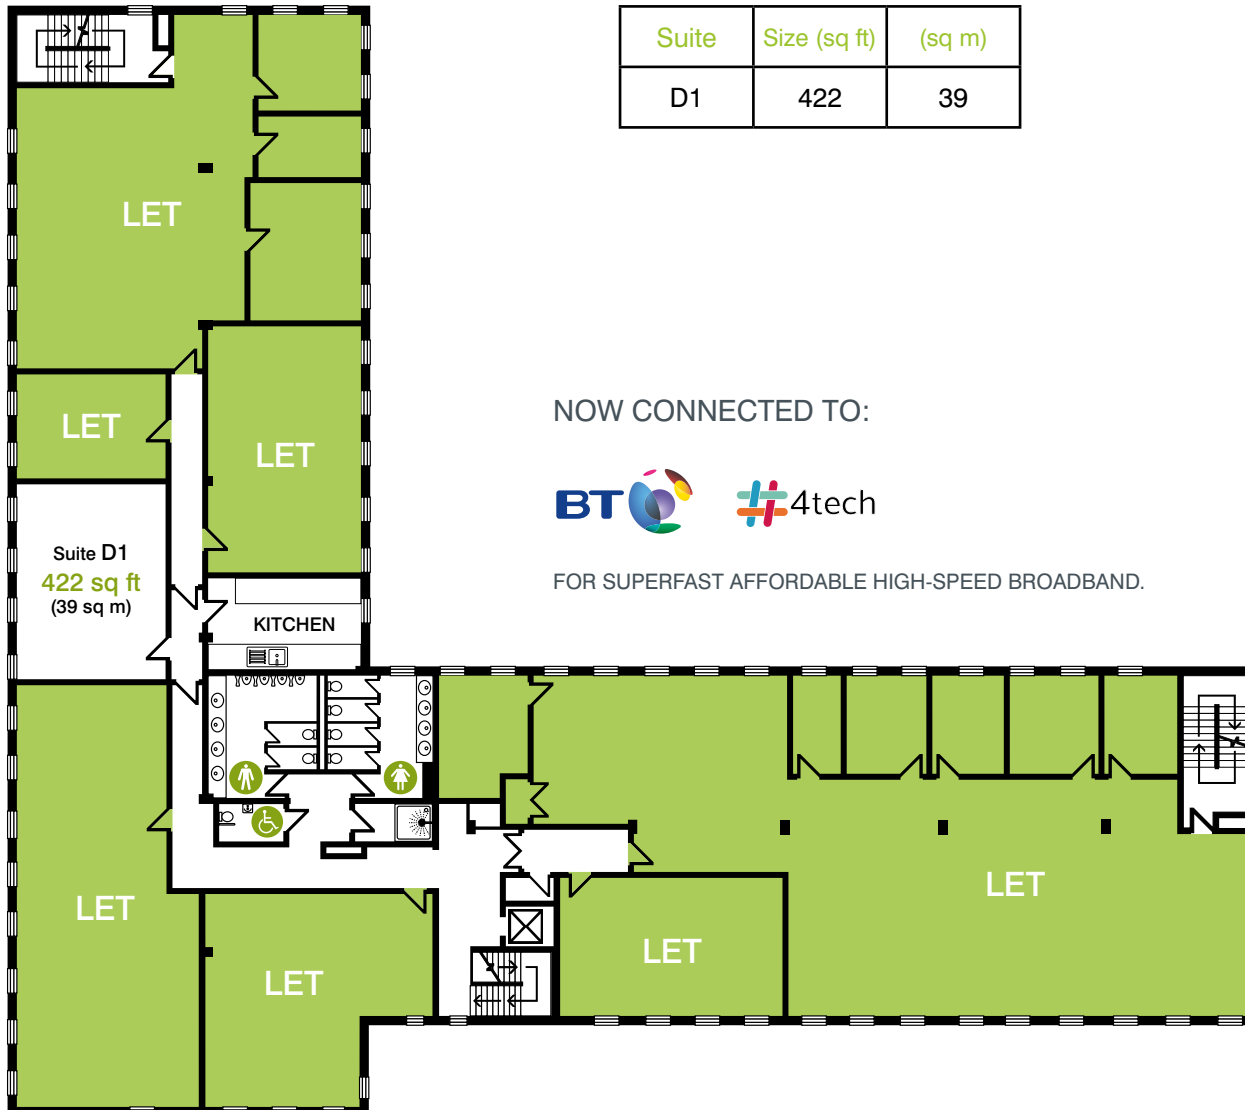 Suite Size (sq ft) (sq m)
D1 422 39
LET
LET
LET
NOW CONNECTED TO:
BT
4tech
FOR SUPERFAST AFFORDABLE HIGH-SPEED BROADBAND.
Suite D1
422 sq ft
(39 sq m)
KITCHEN
LET
LET
LET
LET